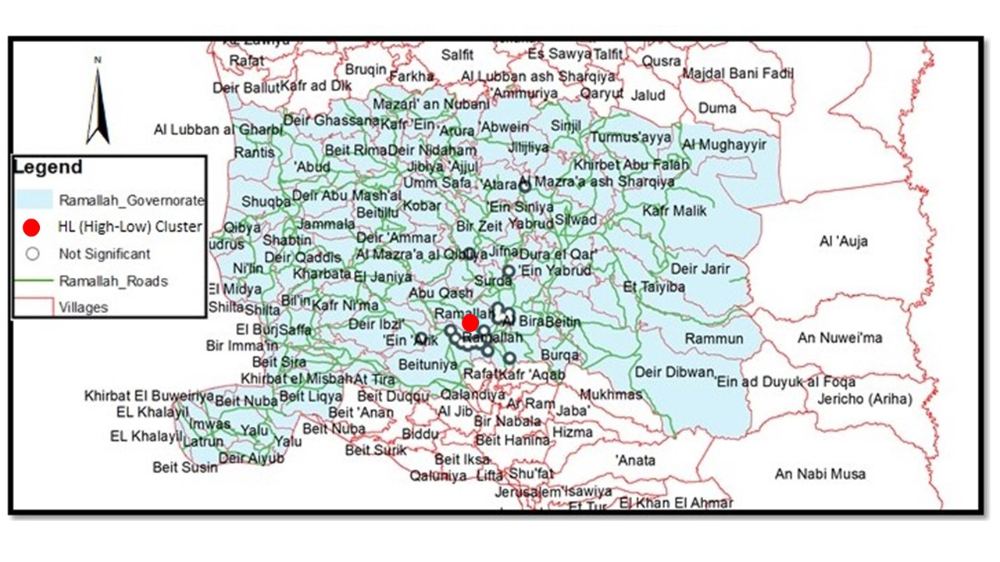 Rafat
Salfit
Es Sawya Talfit
Qusra
Bruqin
Farkha
Al Lubban ash Sharqiya
Majdal Bani Fadil
Deir Ballut Kafr ad Dik
'Ammuriya
Qaryut
Jalud
Mazari' an Nubani
Duma
N
Al Lubban al Gharbi
Deir Ghassana
Kafr 'Ein
'Arura
'Abwein
Sinjil
Turmus'ayya
Al Mughayyir
Rantis
Beit Rima
Deir Nidaham
Jilijliya
'Abud
Jibiya
'Ajjul
Khirbet Abu Falah
Umm Safa
'Atara
Al Mazra'a ash Sharqiya
Legend
Ramallah_Governorate
HL (High-Low) Cluster
Not Significant
Ramallah_Roads
Villages
Shuqba
Deir Abu Mash'al
Beitillu
Kobar
'Ein Siniya
Kafr Malik
Qibya
Jammala
Bir Zeit
Yabrud
Silwad
udrus
Shabtin
Deir 'Ammar
Al 'Auja
Deir Qaddis
Al Mazra'a al Qibliya
Jifna
Dura el Qar'
Ni'lin
Kharbata
El Janiya
Surda
'Ein Yabrud
Deir Jarir
El Midya
Abu Qash
Et Taiyiba
Shilta
Shilta
Bil'in
Kafr Ni'ma
Ramallah
Al Bira
Beitin
El Burj
Saffa
Deir Ibzi'
Bir Imma'in
'Ein 'Arik
Ramallah
Rammun
An Nuwei'ma
Beit Sira
Beituniya
Burqa
Khirbat el Misbah
At Tira
Rafat
Kafr 'Aqab
Deir Dibwan
'Ein ad Duyuk al Foqa
Khirbat El Buweiriya
Beit Nuba
Beit Liqya
Beit Duqqu
Qalandiya
Mukhmas
Jericho (Ariha)
EL Khalayil
Beit 'Anan
Al Jib
Ar Ram
Jaba'
Imwas
Yalu
Beit Nuba
Bir Nabala
EL Khalayil
Latrun
Yalu
Biddu
Beit Hanina
Hizma
Beit Susin
Deir Aiyub
Beit Surik
Beit Iksa
'Anata
Qaluniya
Lifta
Shu'fat
An Nabi Musa
Jerusalem
'Isawiya
Et Tur
El Khan El Ahmar